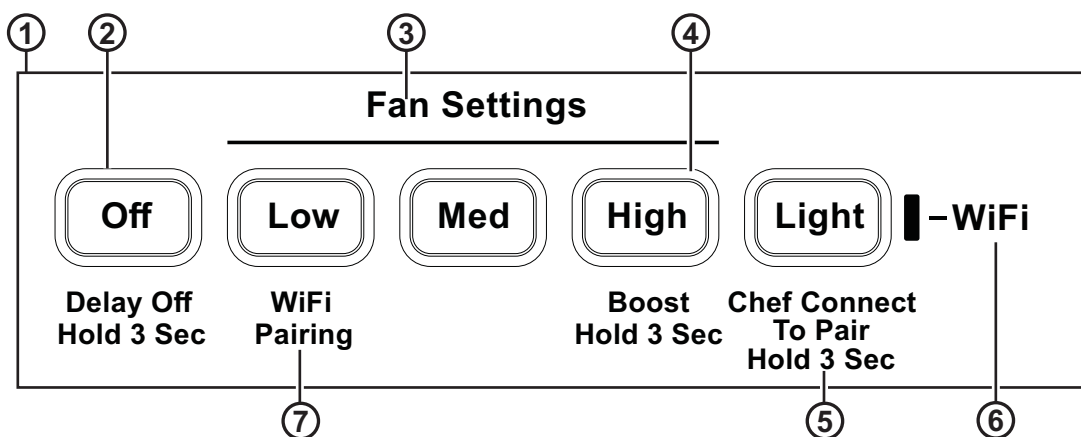 ① ② ③ ④
Fan Settings
Off Low Med High Light -WiFi
Delay Off WiFi Boost Chef Connect
Hold 3 Sec Pairing Hold 3 Sec To Pair
Hold 3 Sec
⑦ ⑤ ⑥